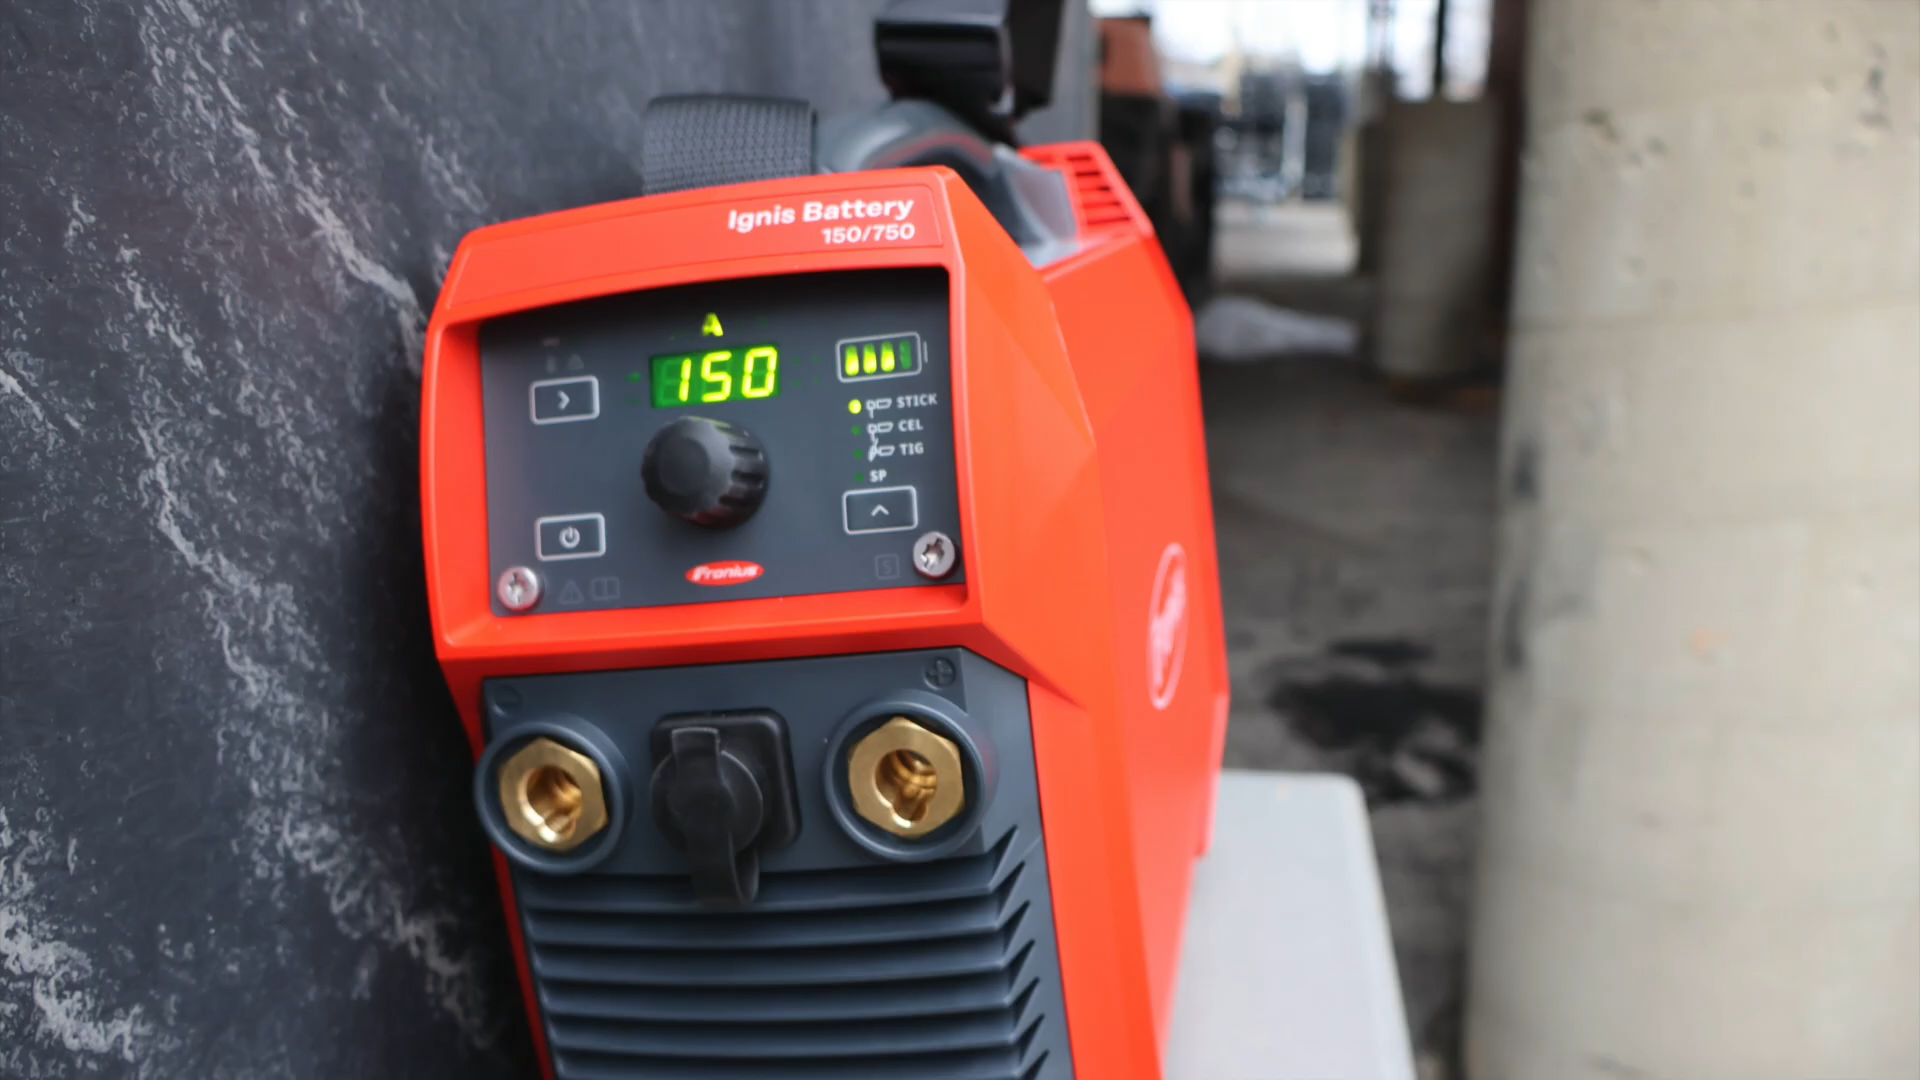 Ignis Battery
150/750
A
150
STICK
CEL
TIG
SP
Fronius
S